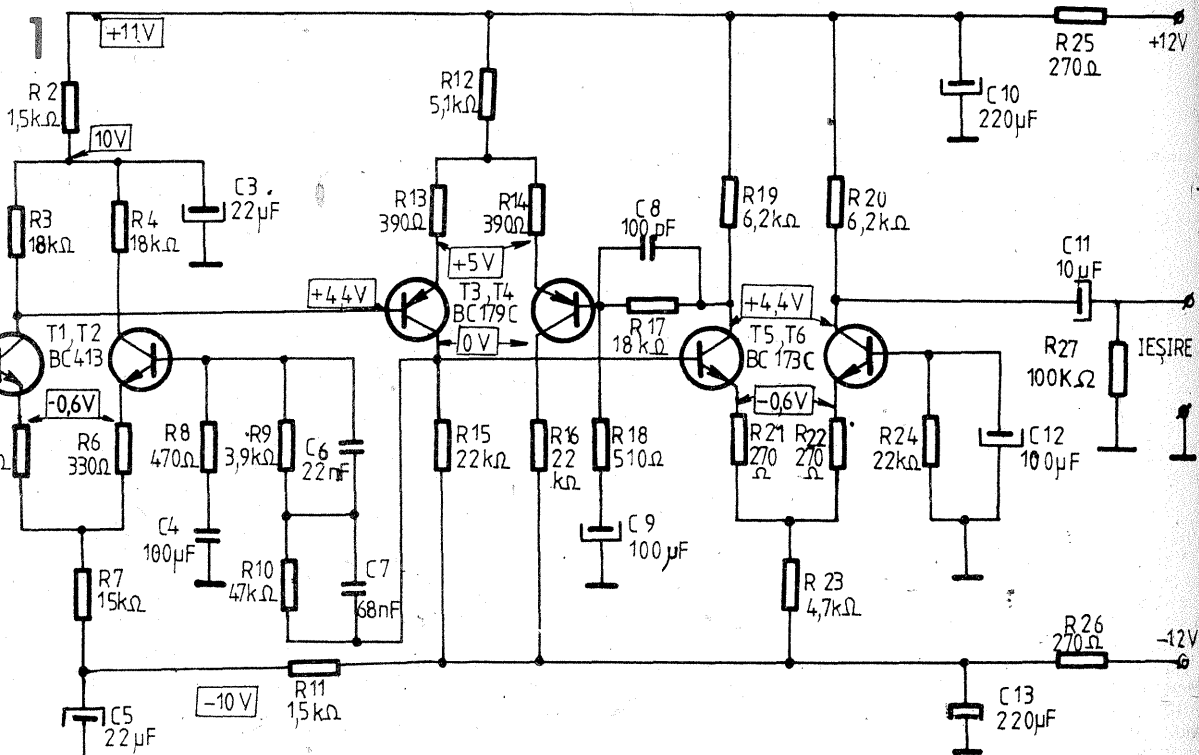 1
+11V
R2
1,5kΩ
10V
R3
18kΩ
R4
18kΩ
C3
22µF
R12
5,1kΩ
R13
390Ω
R14
390Ω
+5V
+4,4V
T3,T4
BC179C
0V
C8
100pF
R17
18kΩ
R19
6,2kΩ
R20
6,2kΩ
+4,4V
T5,T6
BC173C
-0,6V
C10
220µF
R25
270Ω
+12V
C11
10µF
R27
100KΩ
IEŞIRE
T1,T2
BC413
-0,6V
Ω
R6
330Ω
R8
470Ω
R9
3,9kΩ
C6
22nF
C4
100µF
R10
47kΩ
C7
68nF
R7
15kΩ
R15
22kΩ
R16
22
kΩ
R18
510Ω
C9
100µF
R21
270
Ω
R22
270
Ω
R24
22kΩ
C12
100µF
R23
4,7kΩ
R26
270Ω
-12V
-10V
R11
1,5kΩ
C5
22µF
C13
220µF